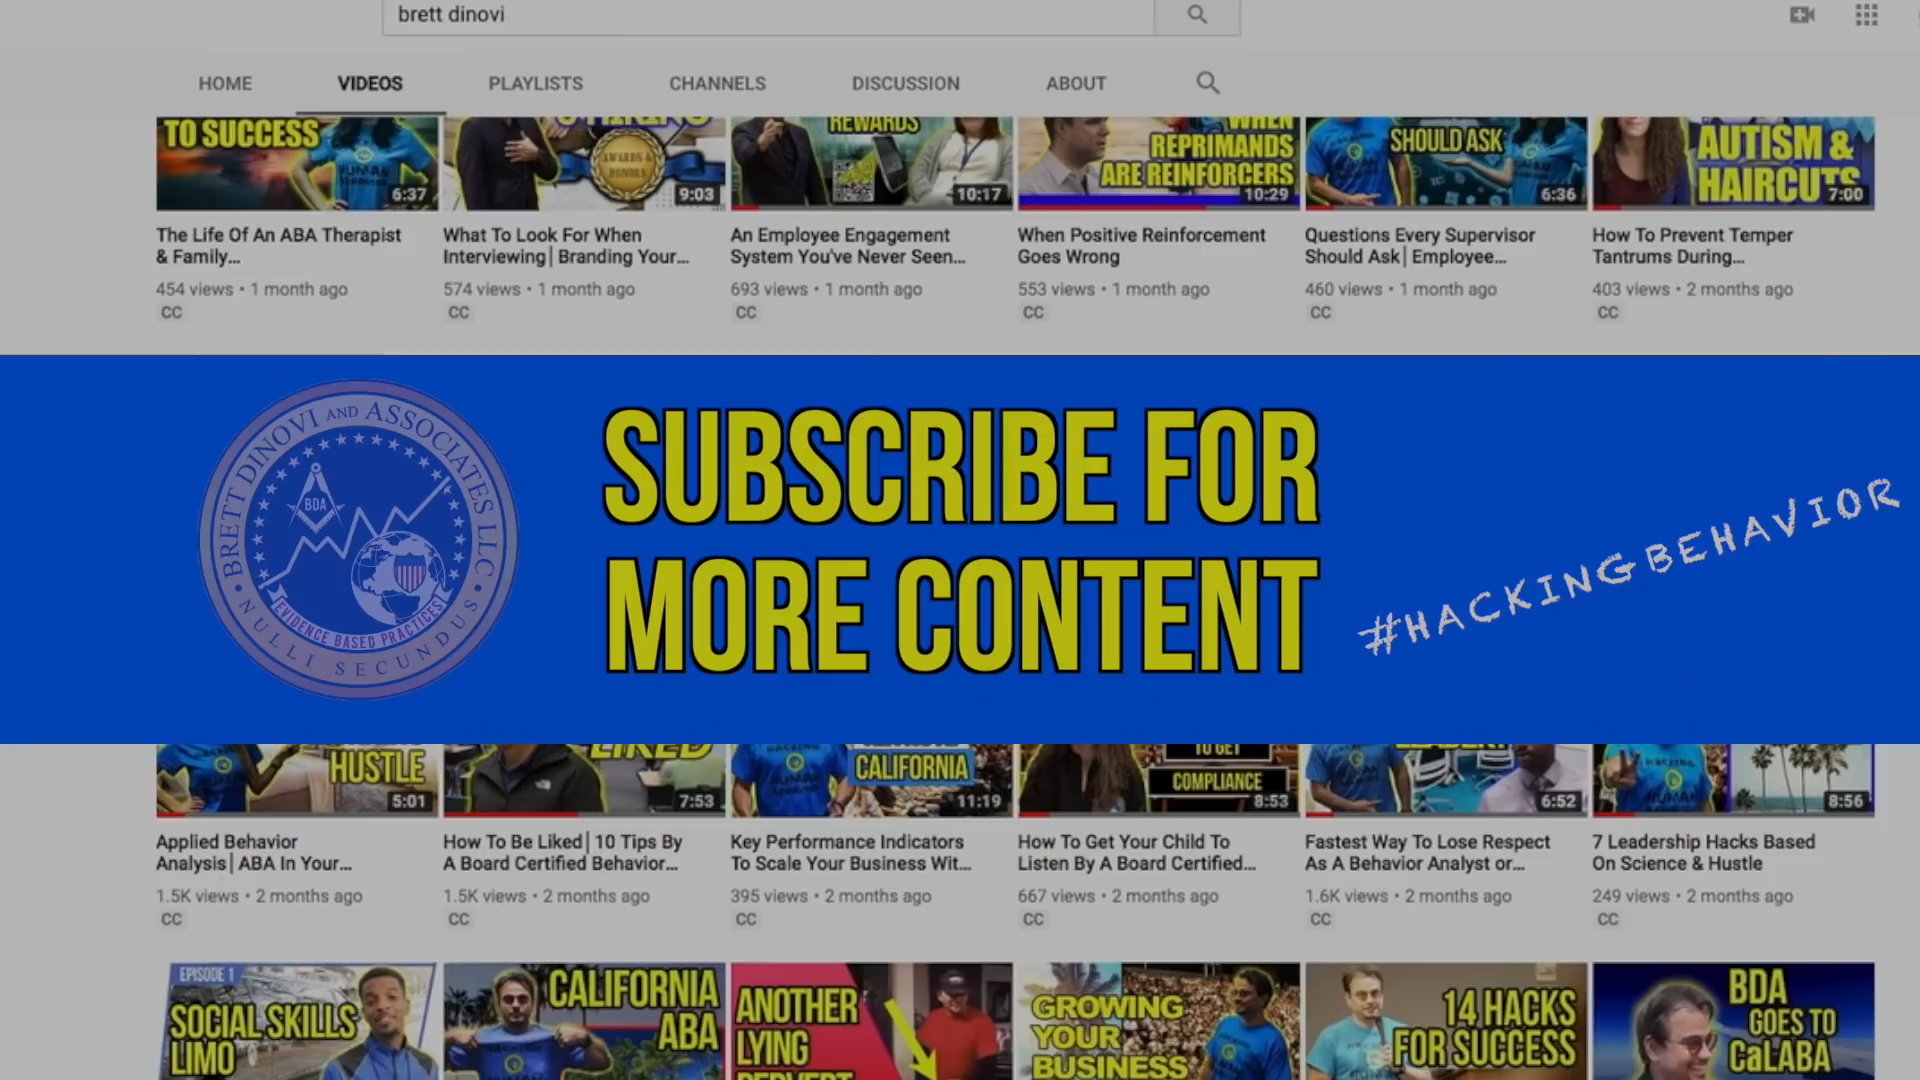 brett dinovi
HOME VIDEOS PLAYLISTS CHANNELS DISCUSSION ABOUT
TO SUCCESS
HUMAN
6:37
AWARDS &
9:03
REWARDS
10:17
WHEN
REPRIMANDS
ARE REINFORCERS
10:29
SHOULD ASK
6:36
AUTISM &
HAIRCUTS
7:00
The Life Of An ABA Therapist
& Family...
454 views • 1 month ago
CC
What To Look For When
Interviewing| Branding Your...
574 views • 1 month ago
CC
An Employee Engagement
System You've Never Seen...
693 views • 1 month ago
CC
When Positive Reinforcement
Goes Wrong
553 views • 1 month ago
CC
Questions Every Supervisor
Should Ask| Employee...
460 views • 1 month ago
CC
How To Prevent Temper
Tantrums During...
403 views • 2 months ago
CC
BRETT DINOVI AND ASSOCIATES LLC
BDA
EVIDENCE BASED PRACTICES
NULLI SECUNDUS
SUBSCRIBE FOR
MORE CONTENT
#HACKINGBEHAVIOR
HUSTLE
5:01
LIKED
7:53
HACKING
CALIFORNIA
11:19
TO GET
COMPLIANCE
8:53
6:52
HACKING
HUMAN
8:56
Applied Behavior
Analysis| ABA In Your...
1.5K views • 2 months ago
CC
How To Be Liked| 10 Tips By
A Board Certified Behavior...
1.5K views • 2 months ago
CC
Key Performance Indicators
To Scale Your Business Wit...
395 views • 2 months ago
CC
How To Get Your Child To
Listen By A Board Certified...
667 views • 2 months ago
CC
Fastest Way To Lose Respect
As A Behavior Analyst or...
1.6K views • 2 months ago
CC
7 Leadership Hacks Based
On Science & Hustle
249 views • 2 months ago
CC
EPISODE 1
SOCIAL SKILLS
LIMO
CALIFORNIA
ABA
ANOTHER
LYING
PERVERT
GROWING
YOUR
BUSINESS
14 HACKS
FOR SUCCESS
BDA
GOES TO
CaLABA